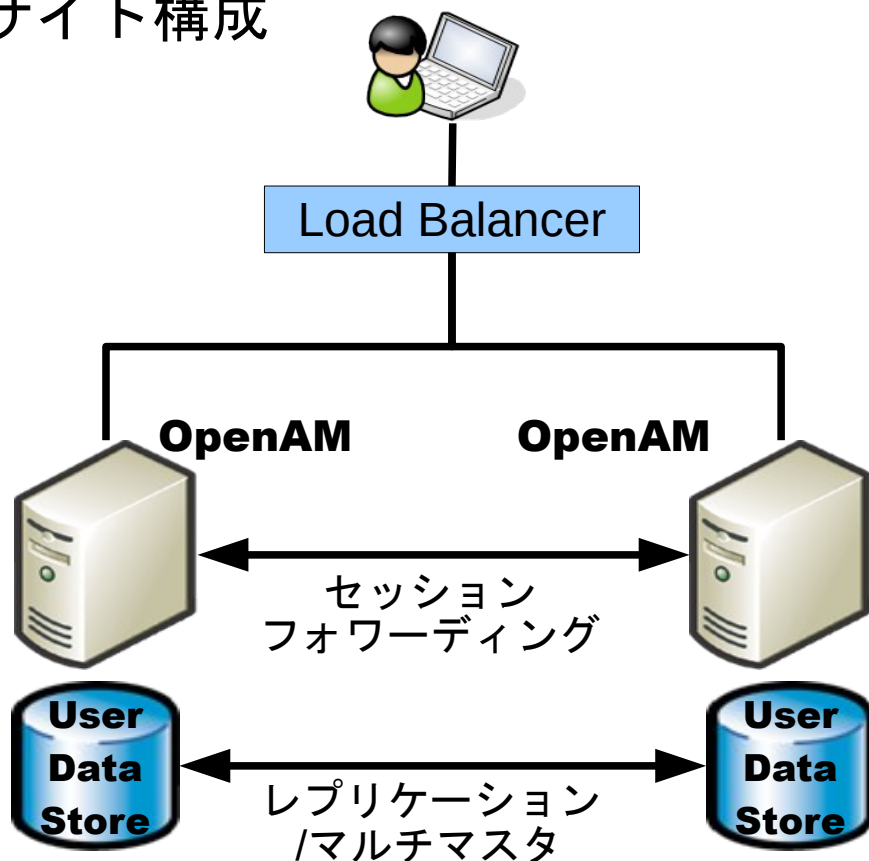 サイト構成
Load Balancer
OpenAM
OpenAM
セッション
フォワーディング
User
Data
Store
User
Data
Store
レプリケーション
/マルチマスタ